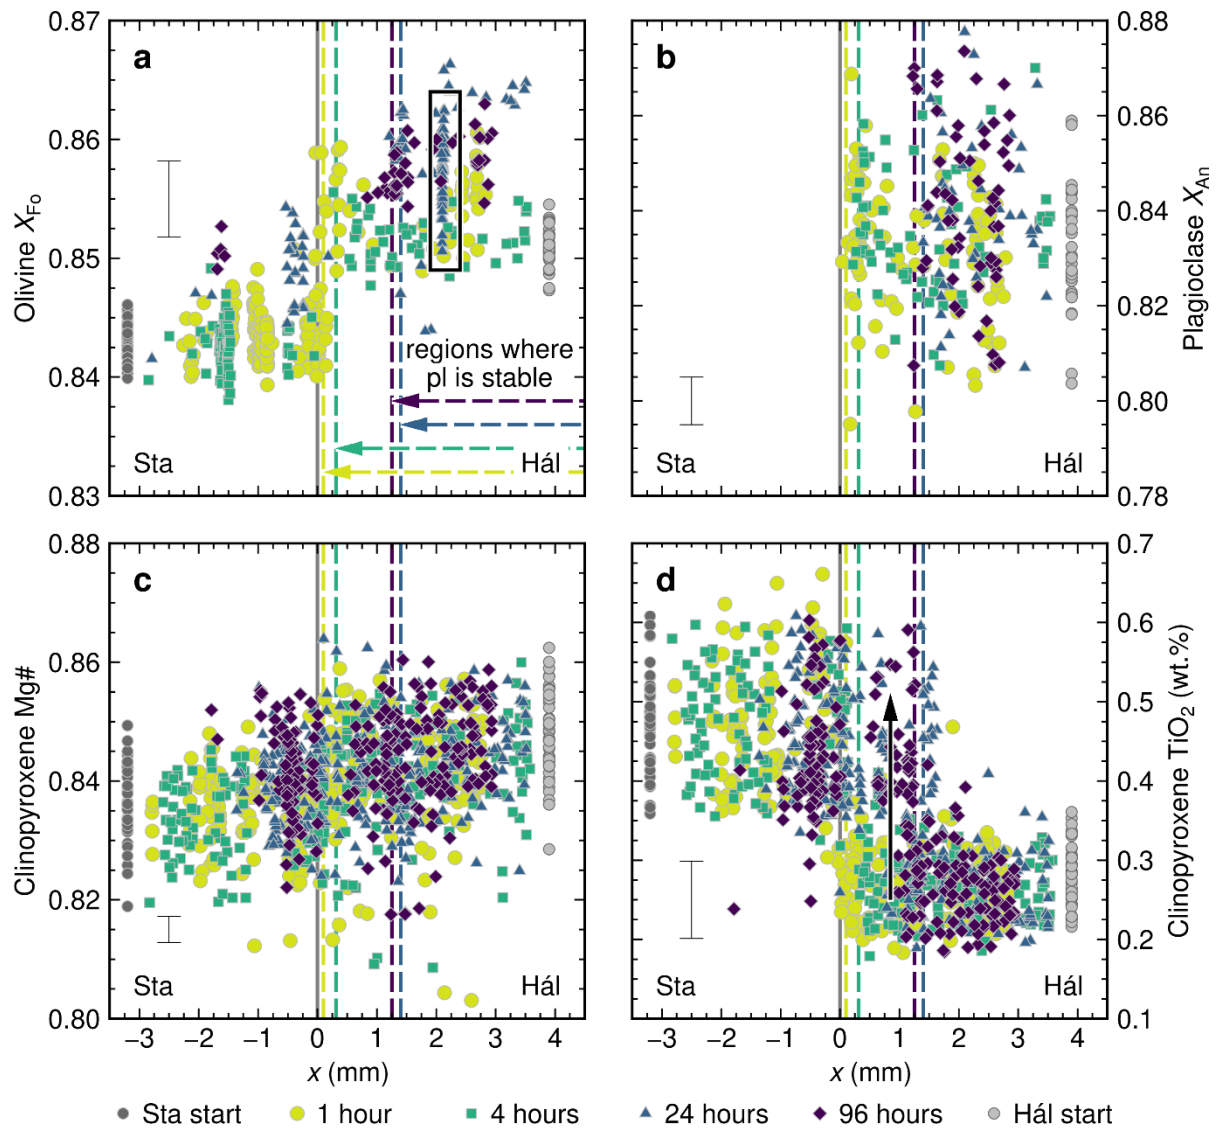 0.87
0.86
0.85
0.84
0.83
Olivine XFo
a
regions where
pl is stable
Sta
Hál
b
Sta
Hál
0.88
0.86
0.84
0.82
0.80
0.78
Plagioclase XAn
0.88
0.86
0.84
0.82
0.80
Clinopyroxene Mg#
c
Sta
Hál
−3 −2 −1 0 1 2 3 4
x (mm)
d
Sta
Hál
0.7
0.6
0.5
0.4
0.3
0.2
0.1
Clinopyroxene TiO2 (wt.%)
−3 −2 −1 0 1 2 3 4
x (mm)
Sta start 1 hour 4 hours 24 hours 96 hours Hál start